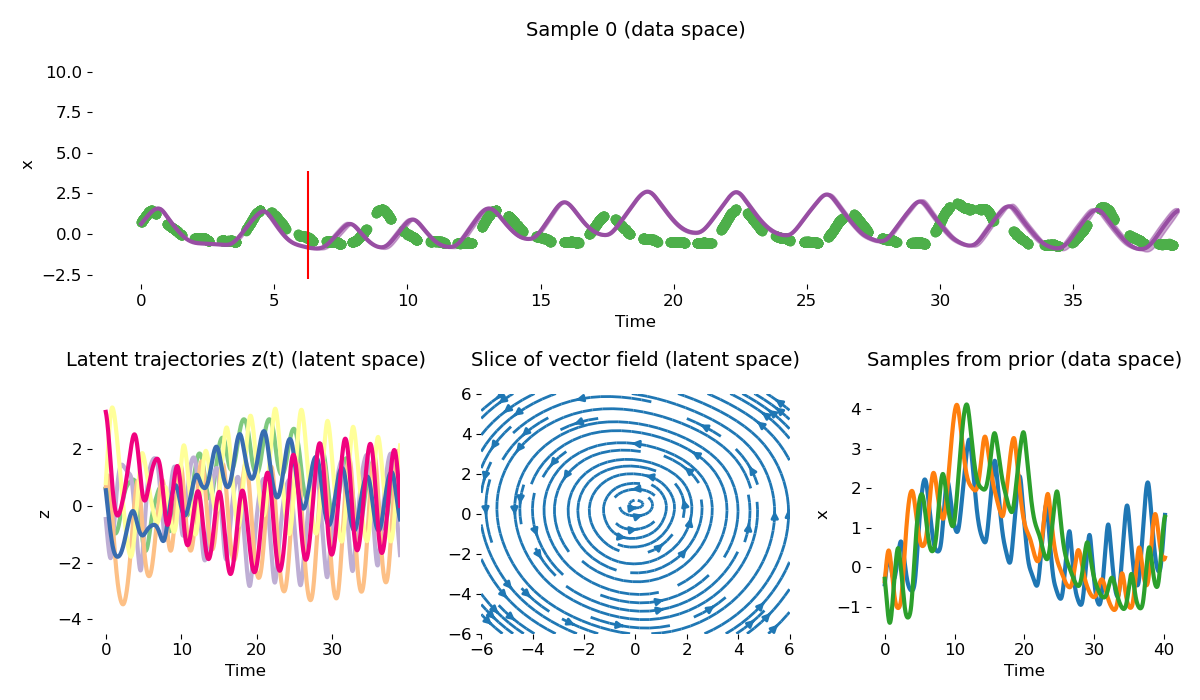 Sample 0 (data space)
10.0
7.5
5.0
2.5
0.0
−2.5
x
0 5 10 15 20 25 30 35
Time
Latent trajectories z(t) (latent space)
2
0
−2
−4
z
0 10 20 30
Time
Slice of vector field (latent space)
6
4
2
0
−2
−4
−6
−6 −4 −2 0 2 4 6
Samples from prior (data space)
4
3
2
1
0
−1
x
0 10 20 30 40
Time